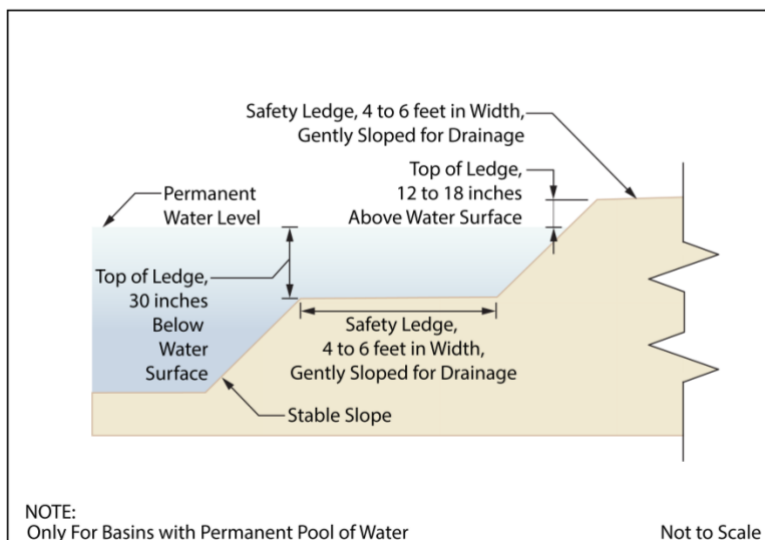 Safety Ledge, 4 to 6 feet in Width,
Gently Sloped for Drainage
Top of Ledge,
12 to 18 inches
Above Water Surface
Permanent
Water Level
Top of Ledge,
30 inches
Below
Water
Surface
Safety Ledge,
4 to 6 feet in Width,
Gently Sloped for Drainage
Stable Slope
NOTE:
Only For Basins with Permanent Pool of Water
Not to Scale